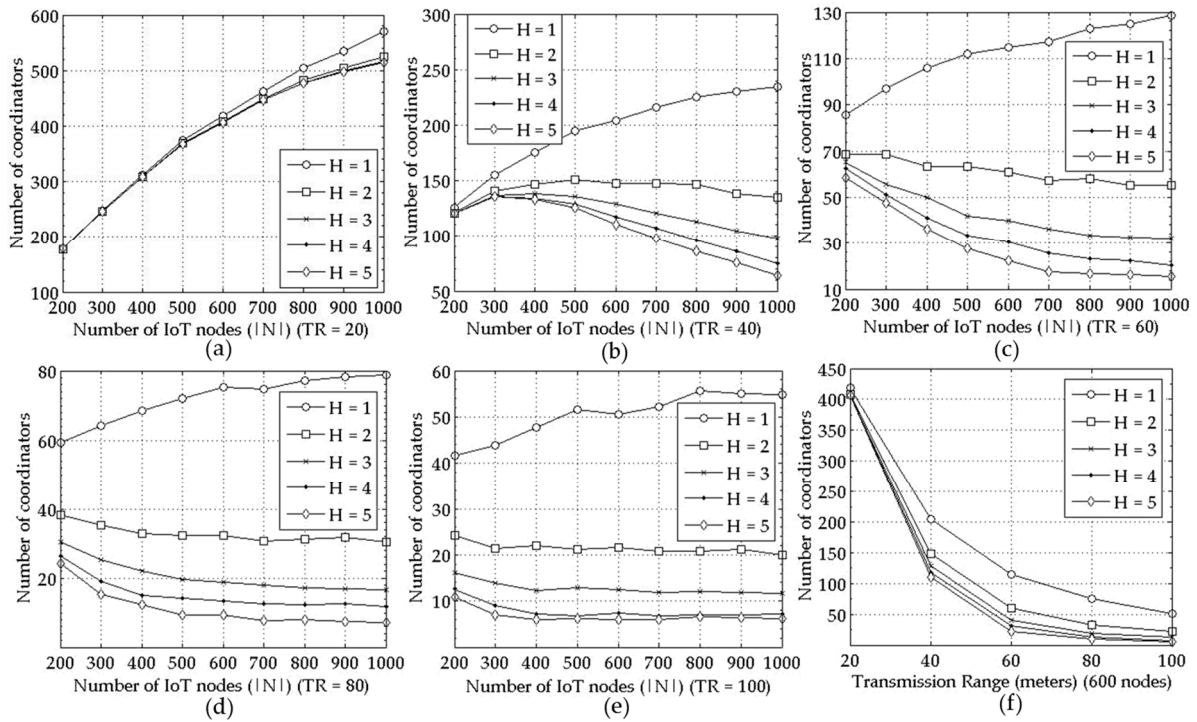 600
500
400
300
200
100
Number of coordinators
H = 1
H = 2
H = 3
H = 4
H = 5
200 300 400 500 600 700 800 900 1000
Number of IoT nodes (|N|) (TR = 20)
(a)
300
250
200
150
100
50
Number of coordinators
H = 1
H = 2
H = 3
H = 4
H = 5
200 300 400 500 600 700 800 900 1000
Number of IoT nodes (|N|) (TR = 40)
(b)
130
110
90
70
50
30
10
Number of coordinators
H = 1
H = 2
H = 3
H = 4
H = 5
200 300 400 500 600 700 800 900 1000
Number of IoT nodes (|N|) (TR = 60)
(c)
80
60
40
20
Number of coordinators
H = 1
H = 2
H = 3
H = 4
H = 5
200 300 400 500 600 700 800 900 1000
Number of IoT nodes (|N|) (TR = 80)
(d)
60
50
40
30
20
10
Number of coordinators
H = 1
H = 2
H = 3
H = 4
H = 5
200 300 400 500 600 700 800 900 1000
Number of IoT nodes (|N|) (TR = 100)
(e)
450
400
350
300
250
200
150
100
50
Number of coordinators
H = 1
H = 2
H = 3
H = 4
H = 5
20 40 60 80 100
Transmission Range (meters) (600 nodes)
(f)